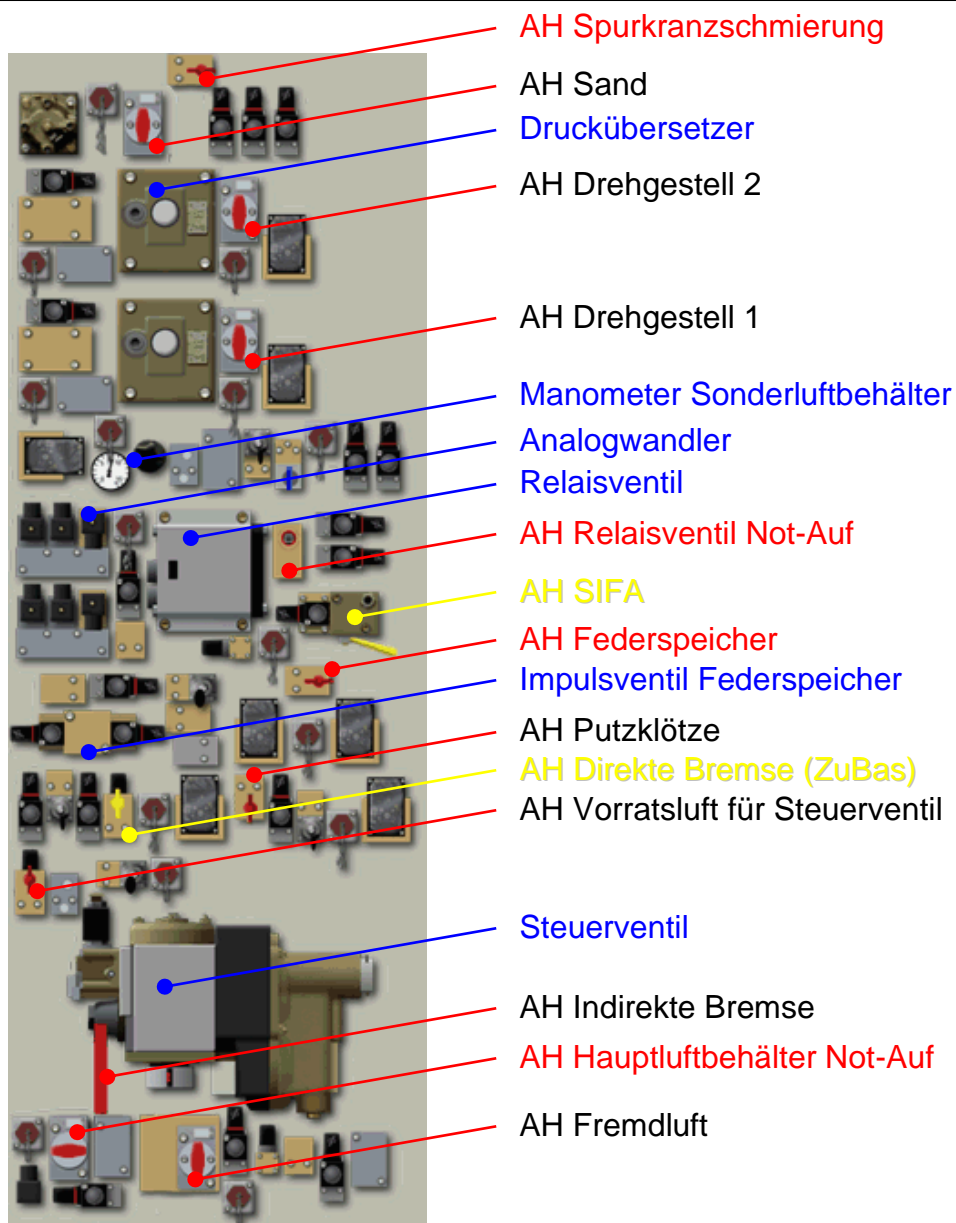 AH Spurkranzschmierung
AH Sand
Druckübersetzer
AH Drehgestell 2
AH Drehgestell 1
Manometer Sonderluftbehälter
Analogwandler
Relaisventil
AH Relaisventil Not-Auf
AH SIFA
AH Federspeicher
Impulsventil Federspeicher
AH Putzklötze
AH Direkte Bremse (ZuBas)
AH Vorratsluft für Steuerventil
Steuerventil
AH Indirekte Bremse
AH Hauptluftbehälter Not-Auf
AH Fremdluft